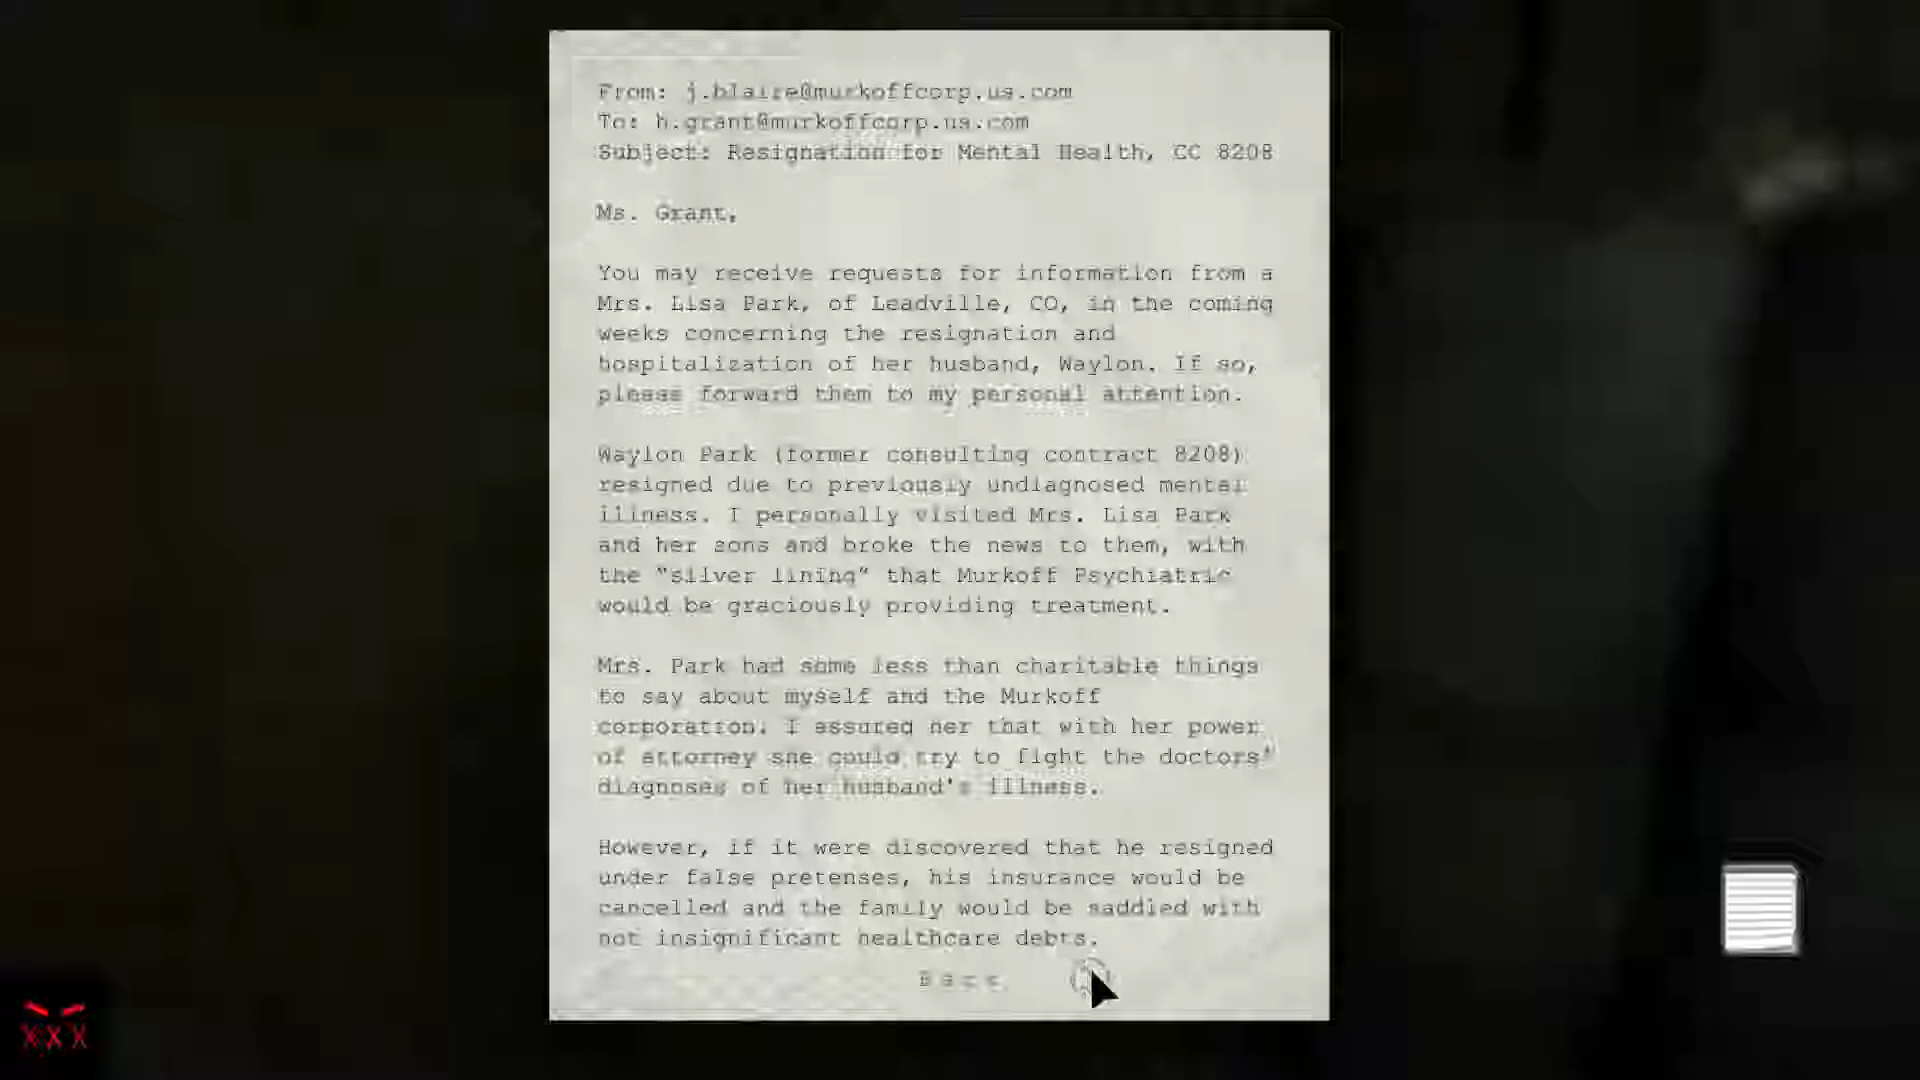 From: j.blaire@murkoffcorp.us.com
To: h.grant@murkoffcorp.us.com
Subject: Resignation for Mental Health, CC 8208
Ms. Grant,
You may receive requests for information from a
Mrs. Lisa Park, of Leadville, CO, in the coming
weeks concerning the resignation and
hospitalization of her husband, Waylon. If so,
please forward them to my personal attention.
Waylon Park (former consulting contract 8208)
resigned due to previously undiagnosed mental
illness. I personally visited Mrs. Lisa Park
and her sons and broke the news to them, with
the "silver lining" that Murkoff Psychiatric
would be graciously providing treatment.
Mrs. Park had some less than charitable things
to say about myself and the Murkoff
corporation. I assured her that with her power
of attorney she could try to fight the doctors'
diagnoses of her husband's illness.
However, if it were discovered that he resigned
under false pretenses, his insurance would be
cancelled and the family would be saddled with
not insignificant healthcare debts.
Back
XXX